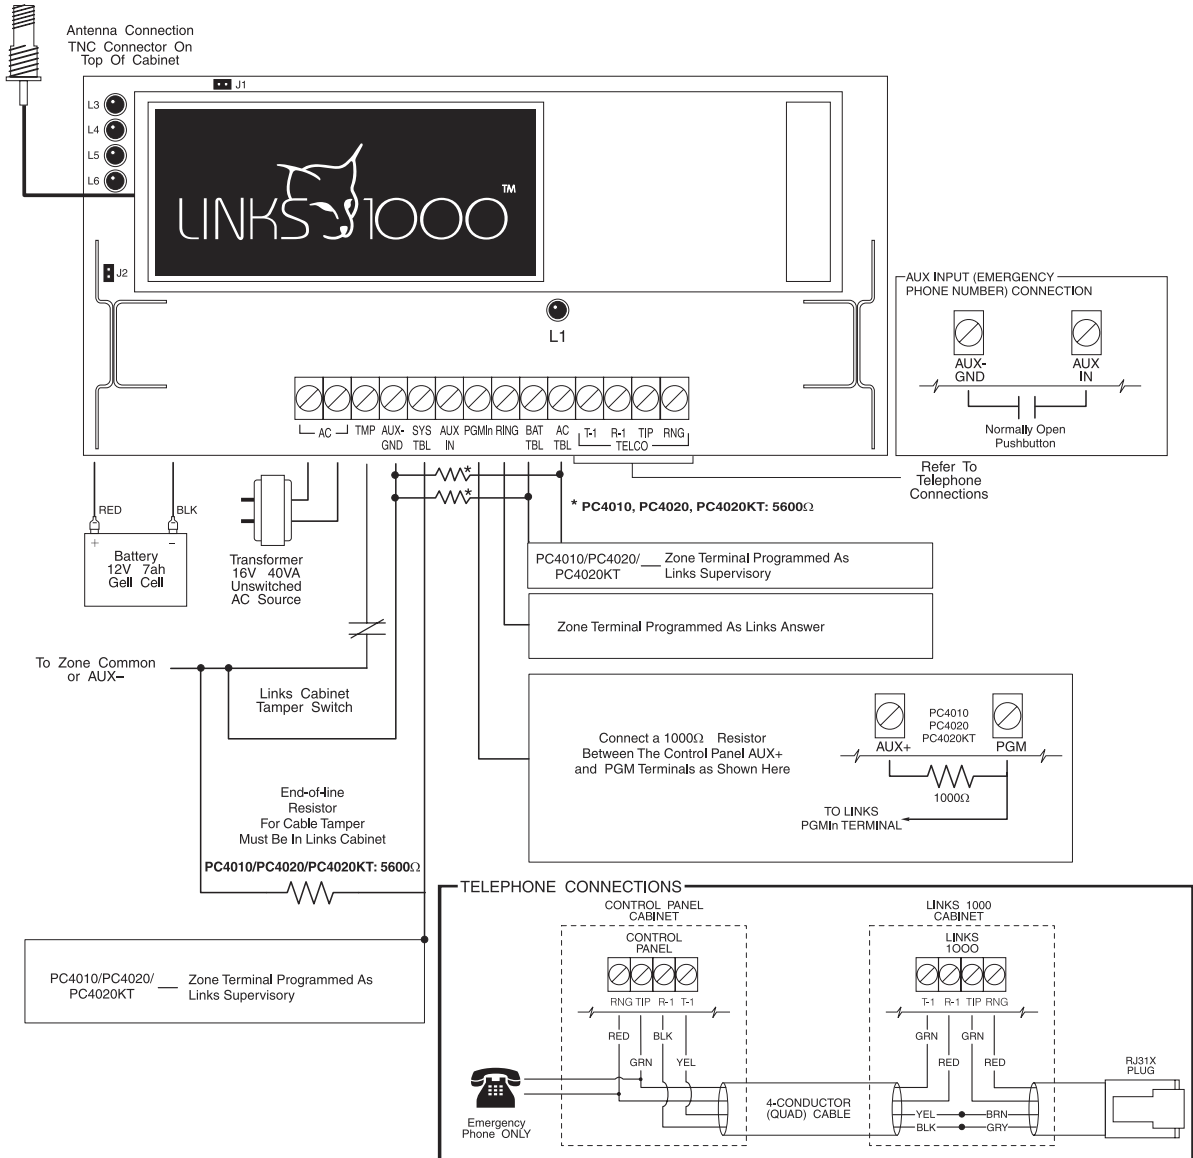 Antenna Connection
TNC Connector On
Top Of Cabinet
J1
L3
L4
L5
L6
LINKS 1000 ™
J2
L1
AUX INPUT (EMERGENCY
PHONE NUMBER) CONNECTION
AUX-
GND
AUX
IN
Normally Open
Pushbutton
AC
TMP
AUX-
GND
SYS
TBL
AUX
IN
PGMIn
RING
BAT
TBL
AC
TBL
T-1
R-1
TIP
RNG
TELCO
Refer To
Telephone
Connections
*
*
* PC4010, PC4020, PC4020KT: 5600Ω
RED
BLK
+
–
Battery
12V 7ah
Gell Cell
Transformer
16V 40VA
Unswitched
AC Source
PC4010/PC4020/
PC4020KT
Zone Terminal Programmed As
Links Supervisory
Zone Terminal Programmed As Links Answer
To Zone Common
or AUX–
Links Cabinet
Tamper Switch
Connect a 1000Ω Resistor
Between The Control Panel AUX+
and PGM Terminals as Shown Here
AUX+
PC4010
PC4020
PC4020KT
PGM
1000Ω
TO LINKS
PGMIn TERMINAL
End-of-line
Resistor
For Cable Tamper
Must Be In Links Cabinet
PC4010/PC4020/PC4020KT: 5600Ω
PC4010/PC4020/
PC4020KT
Zone Terminal Programmed As
Links Supervisory
TELEPHONE CONNECTIONS
CONTROL PANEL
CABINET
CONTROL
PANEL
RNG TIP R-1 T-1
RED
BLK
GRN
YEL
Emergency
Phone ONLY
4-CONDUCTOR
(QUAD) CABLE
LINKS 1000
CABINET
LINKS
1000
T-1 R-1 TIP RNG
GRN
GRN
RED
RED
YEL
BRN
BLK
GRY
RJ31X
PLUG